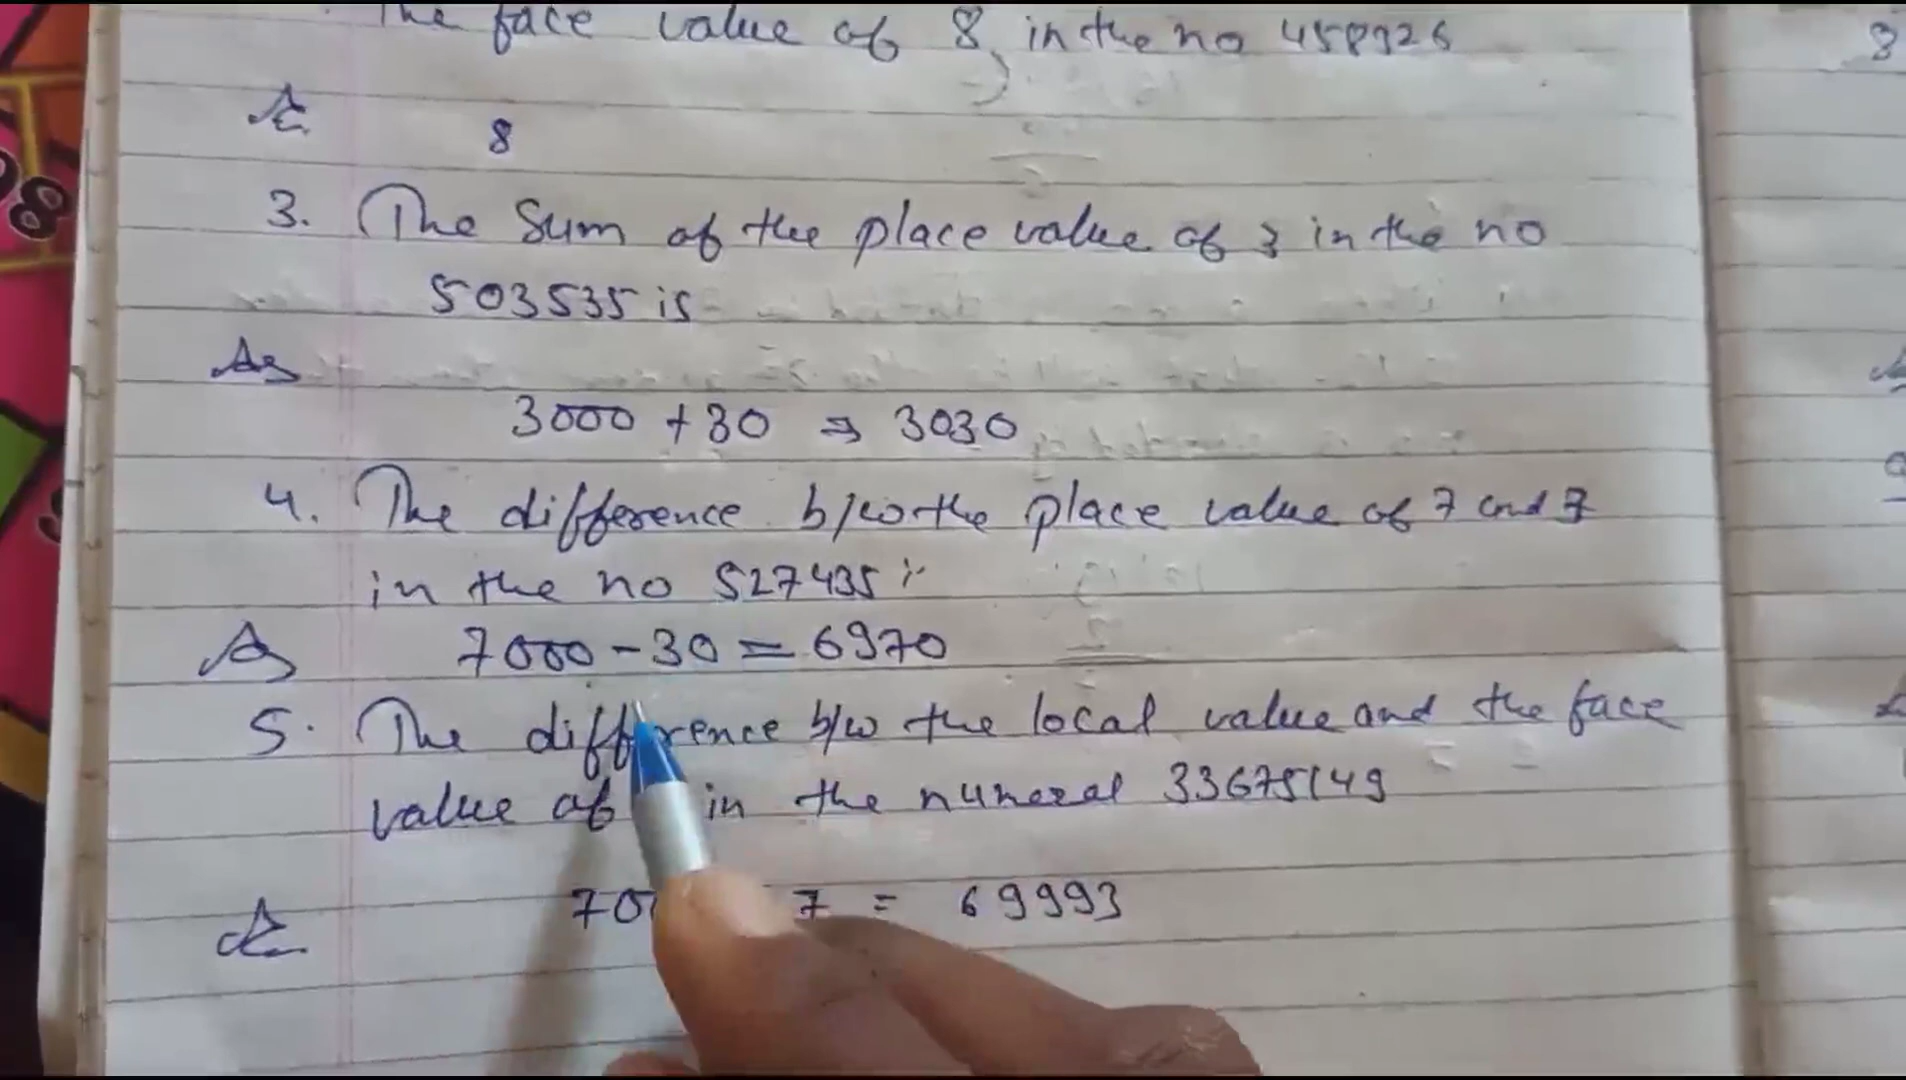 The face value of 8 in the no 458926
8
3. The Sum of the place value of 3 in the no
503535 is
As
3000 + 30 ⇒ 3030
4. The difference b/w the place value of 7 and 7
in the no 527435 is
As
7000 - 30 = 6970
5. The difference b/w the local value and the face
value of in the numeral 33675149
7 = 69993